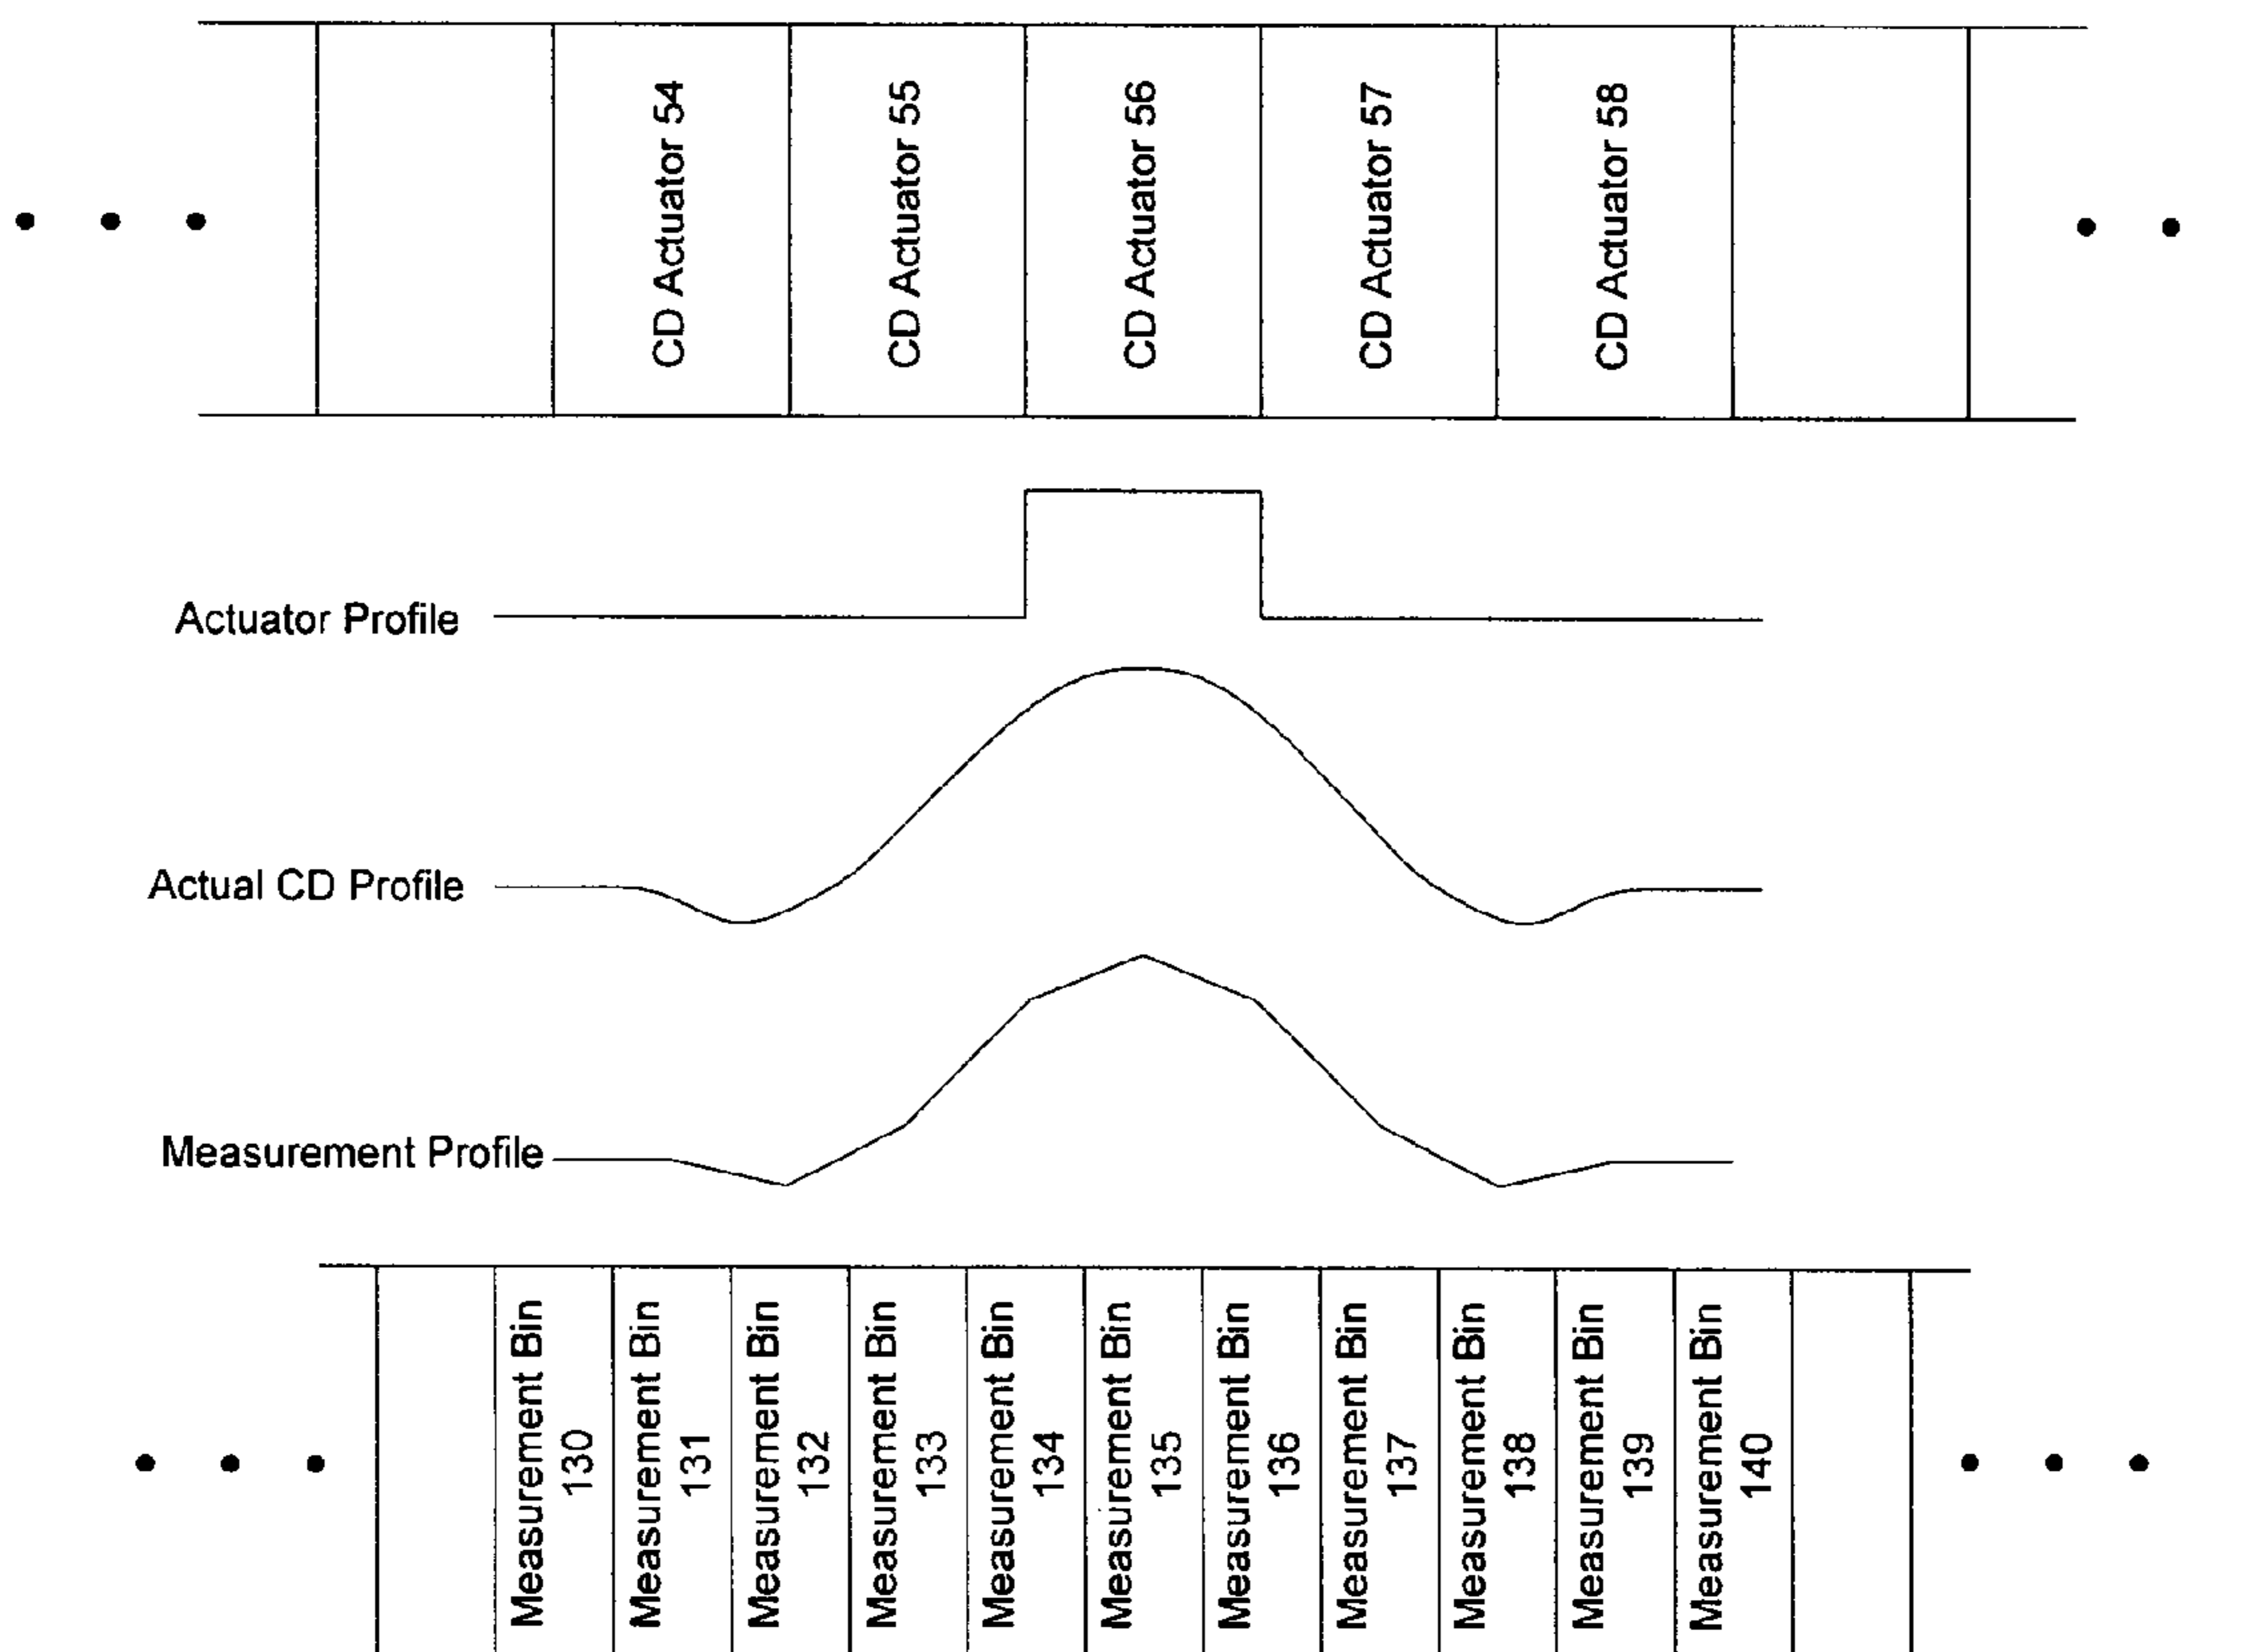 CD Actuator 54
CD Actuator 55
CD Actuator 56
CD Actuator 57
CD Actuator 58
Actuator Profile
Actual CD Profile
Measurement Profile
Measurement Bin
130
Measurement Bin
131
Measurement Bin
132
Measurement Bin
133
Measurement Bin
134
Measurement Bin
135
Measurement Bin
136
Measurement Bin
137
Measurement Bin
138
Measurement Bin
139
Measurement Bin
140